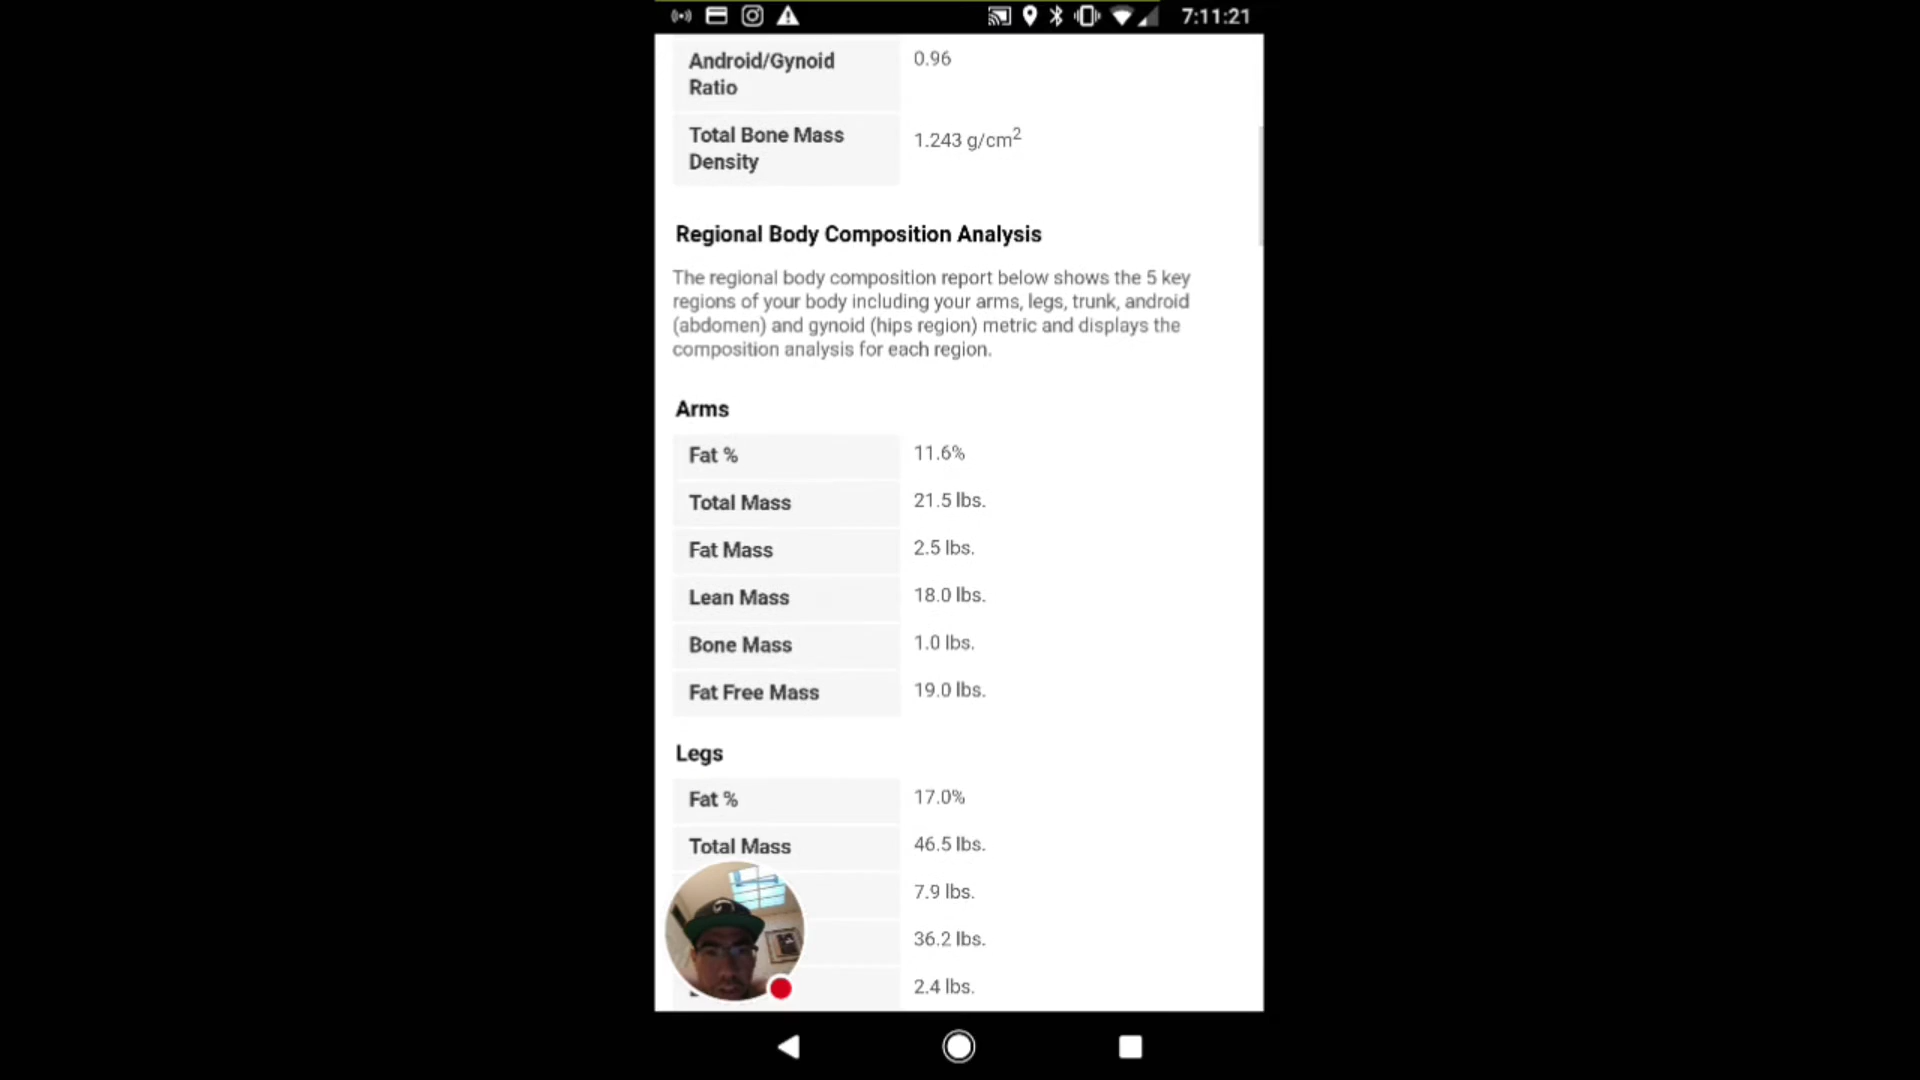 7:11:21
Android/Gynoid
Ratio
0.96
Total Bone Mass
Density
1.243 g/cm²
Regional Body Composition Analysis
The regional body composition report below shows the 5 key
regions of your body including your arms, legs, trunk, android
(abdomen) and gynoid (hips region) metric and displays the
composition analysis for each region.
Arms
Fat % 11.6%
Total Mass 21.5 lbs.
Fat Mass 2.5 lbs.
Lean Mass 18.0 lbs.
Bone Mass 1.0 lbs.
Fat Free Mass 19.0 lbs.
Legs
Fat % 17.0%
Total Mass 46.5 lbs.
7.9 lbs.
36.2 lbs.
2.4 lbs.